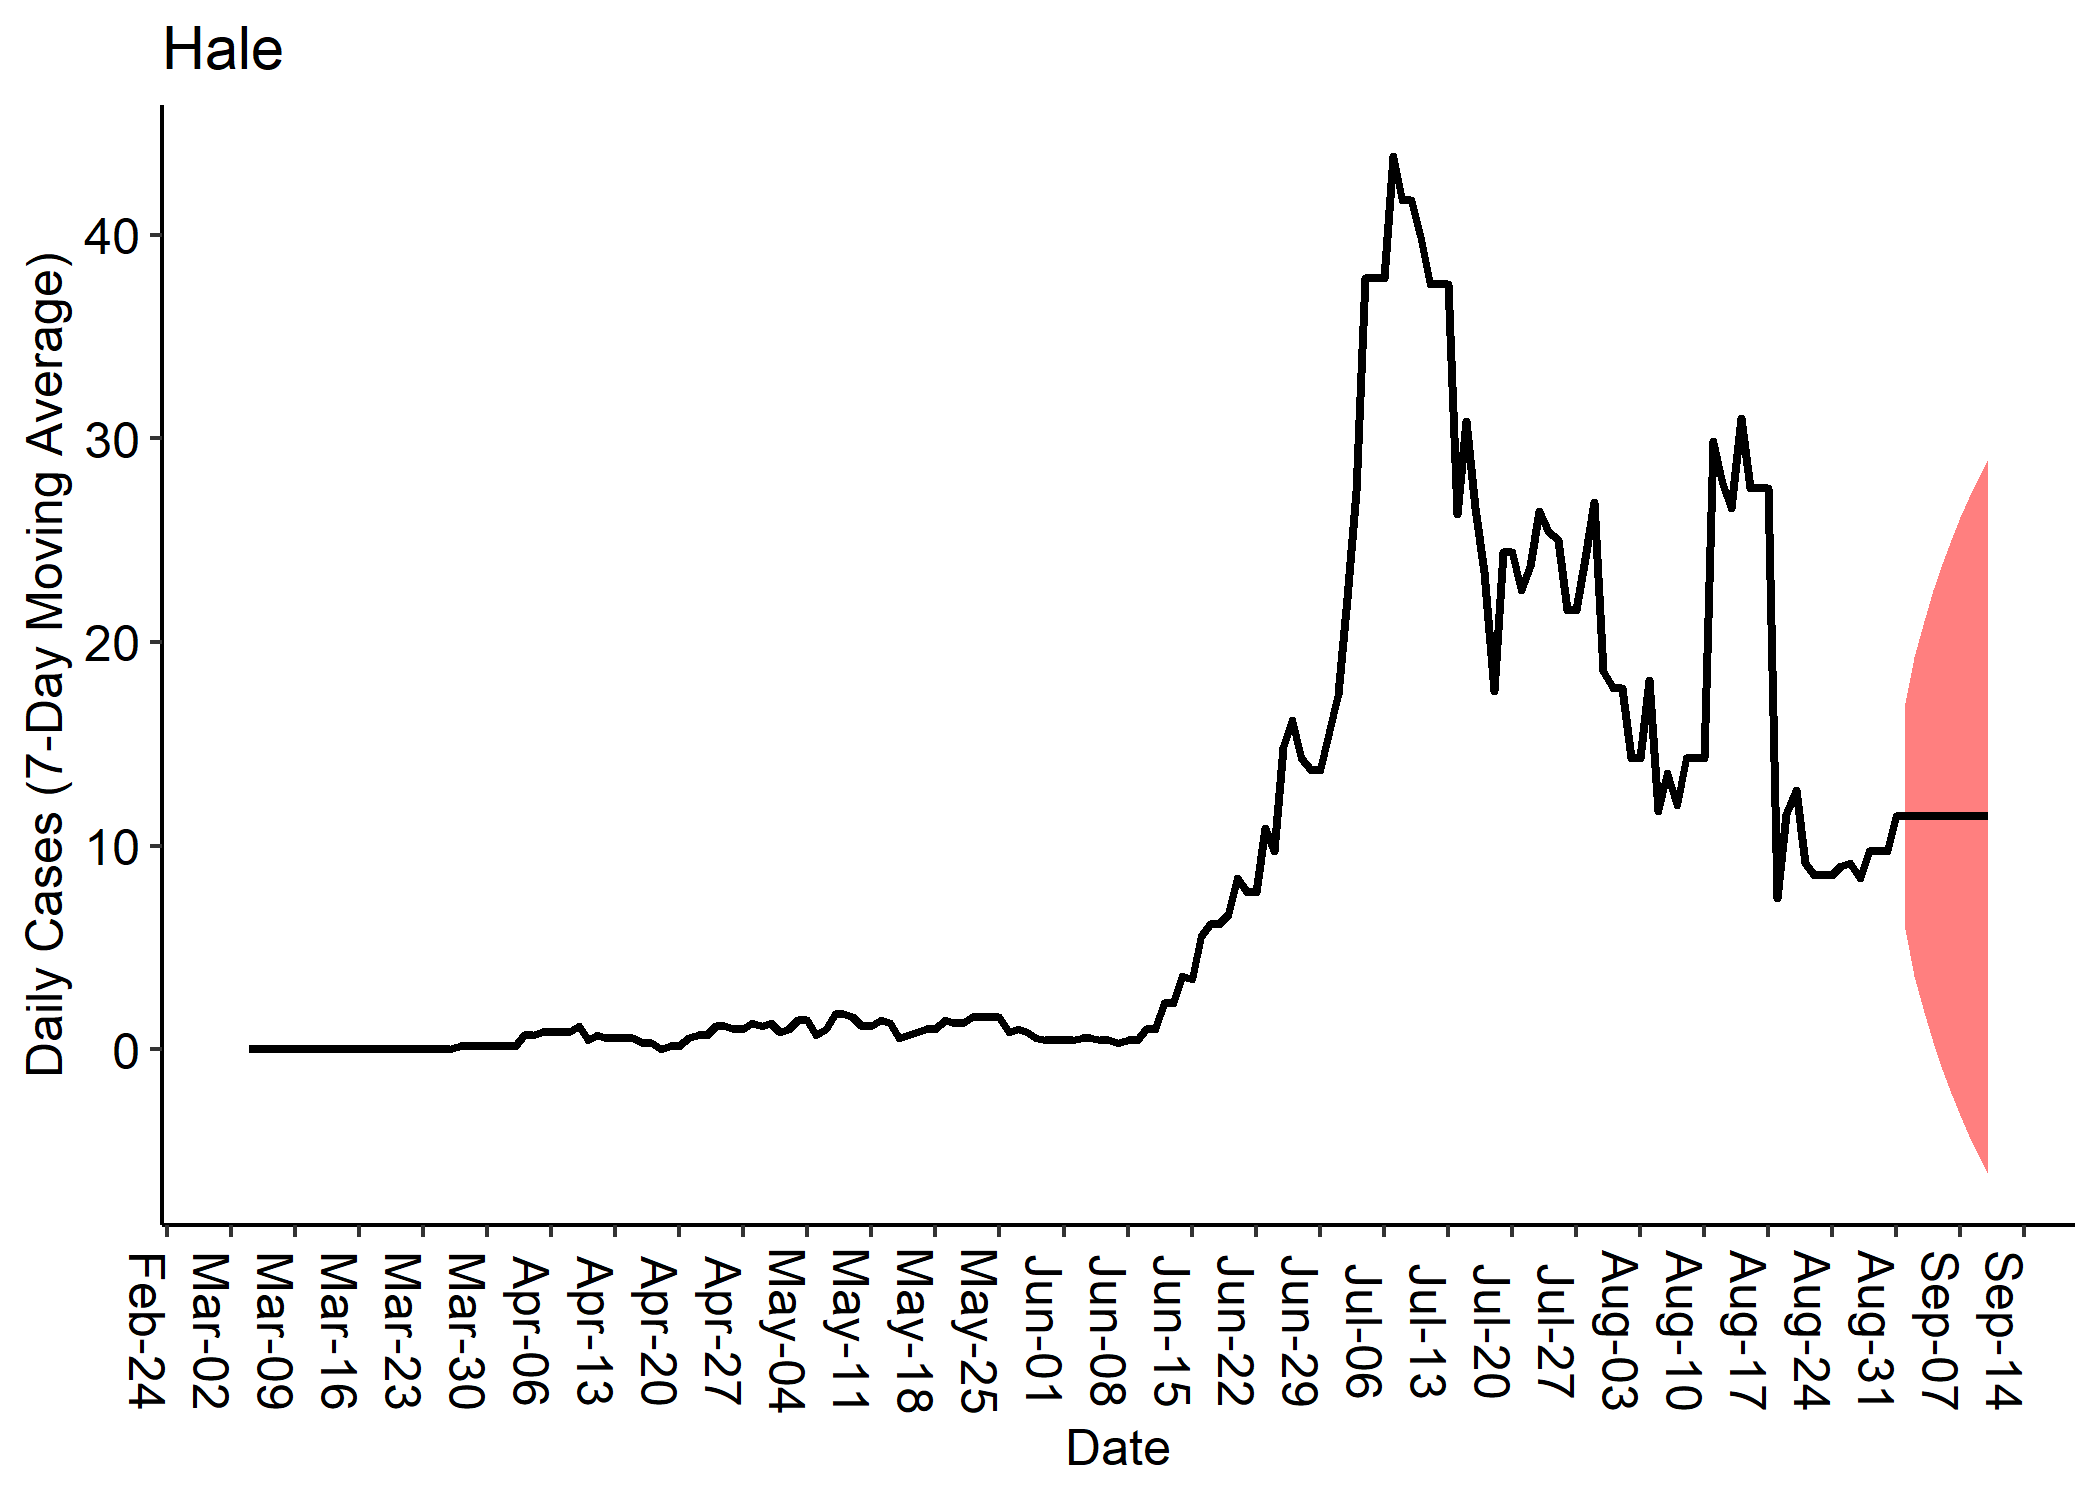 Hale
Daily Cases (7-Day Moving Average)
40
30
20
10
0
Feb-24
Mar-02
Mar-09
Mar-16
Mar-23
Mar-30
Apr-06
Apr-13
Apr-20
Apr-27
May-04
May-11
May-18
May-25
Jun-01
Jun-08
Jun-15
Jun-22
Jun-29
Jul-06
Jul-13
Jul-20
Jul-27
Aug-03
Aug-10
Aug-17
Aug-24
Aug-31
Sep-07
Sep-14
Date